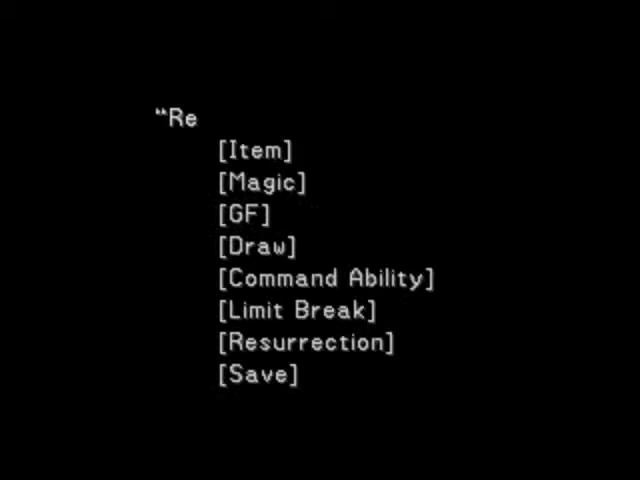 “Re
[Item]
[Magic]
[GF]
[Draw]
[Command Ability]
[Limit Break]
[Resurrection]
[Save]